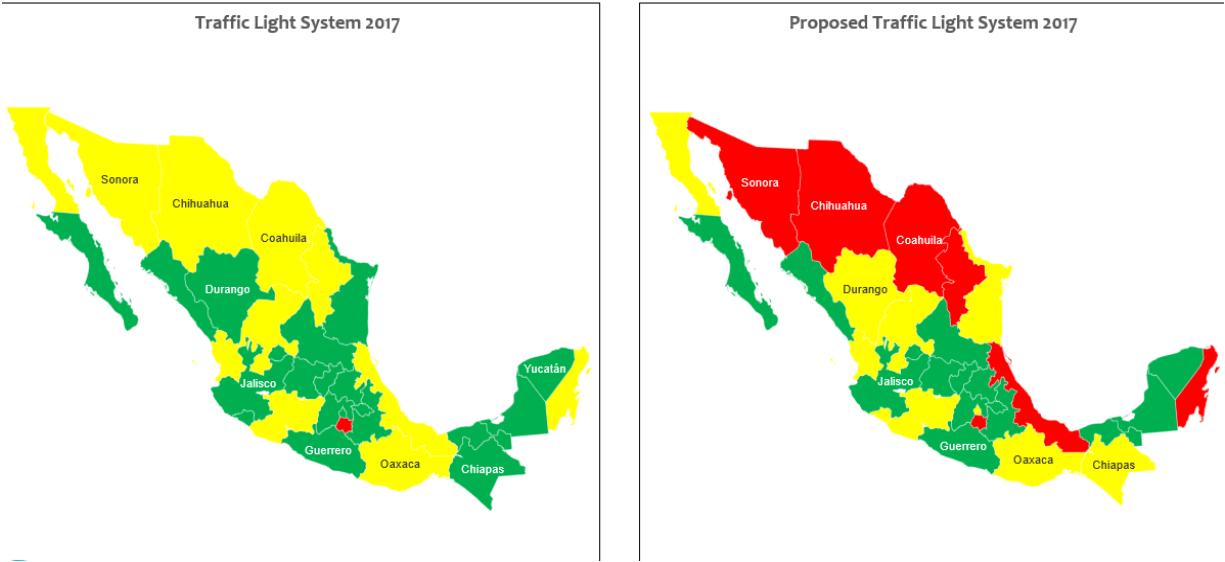 Traffic Light System 2017
Sonora
Chihuahua
Coahuila
Durango
Jalisco
Yucatán
Guerrero
Oaxaca
Chiapas
Proposed Traffic Light System 2017
Sonora
Chihuahua
Coahuila
Durango
Jalisco
Guerrero
Oaxaca
Chiapas